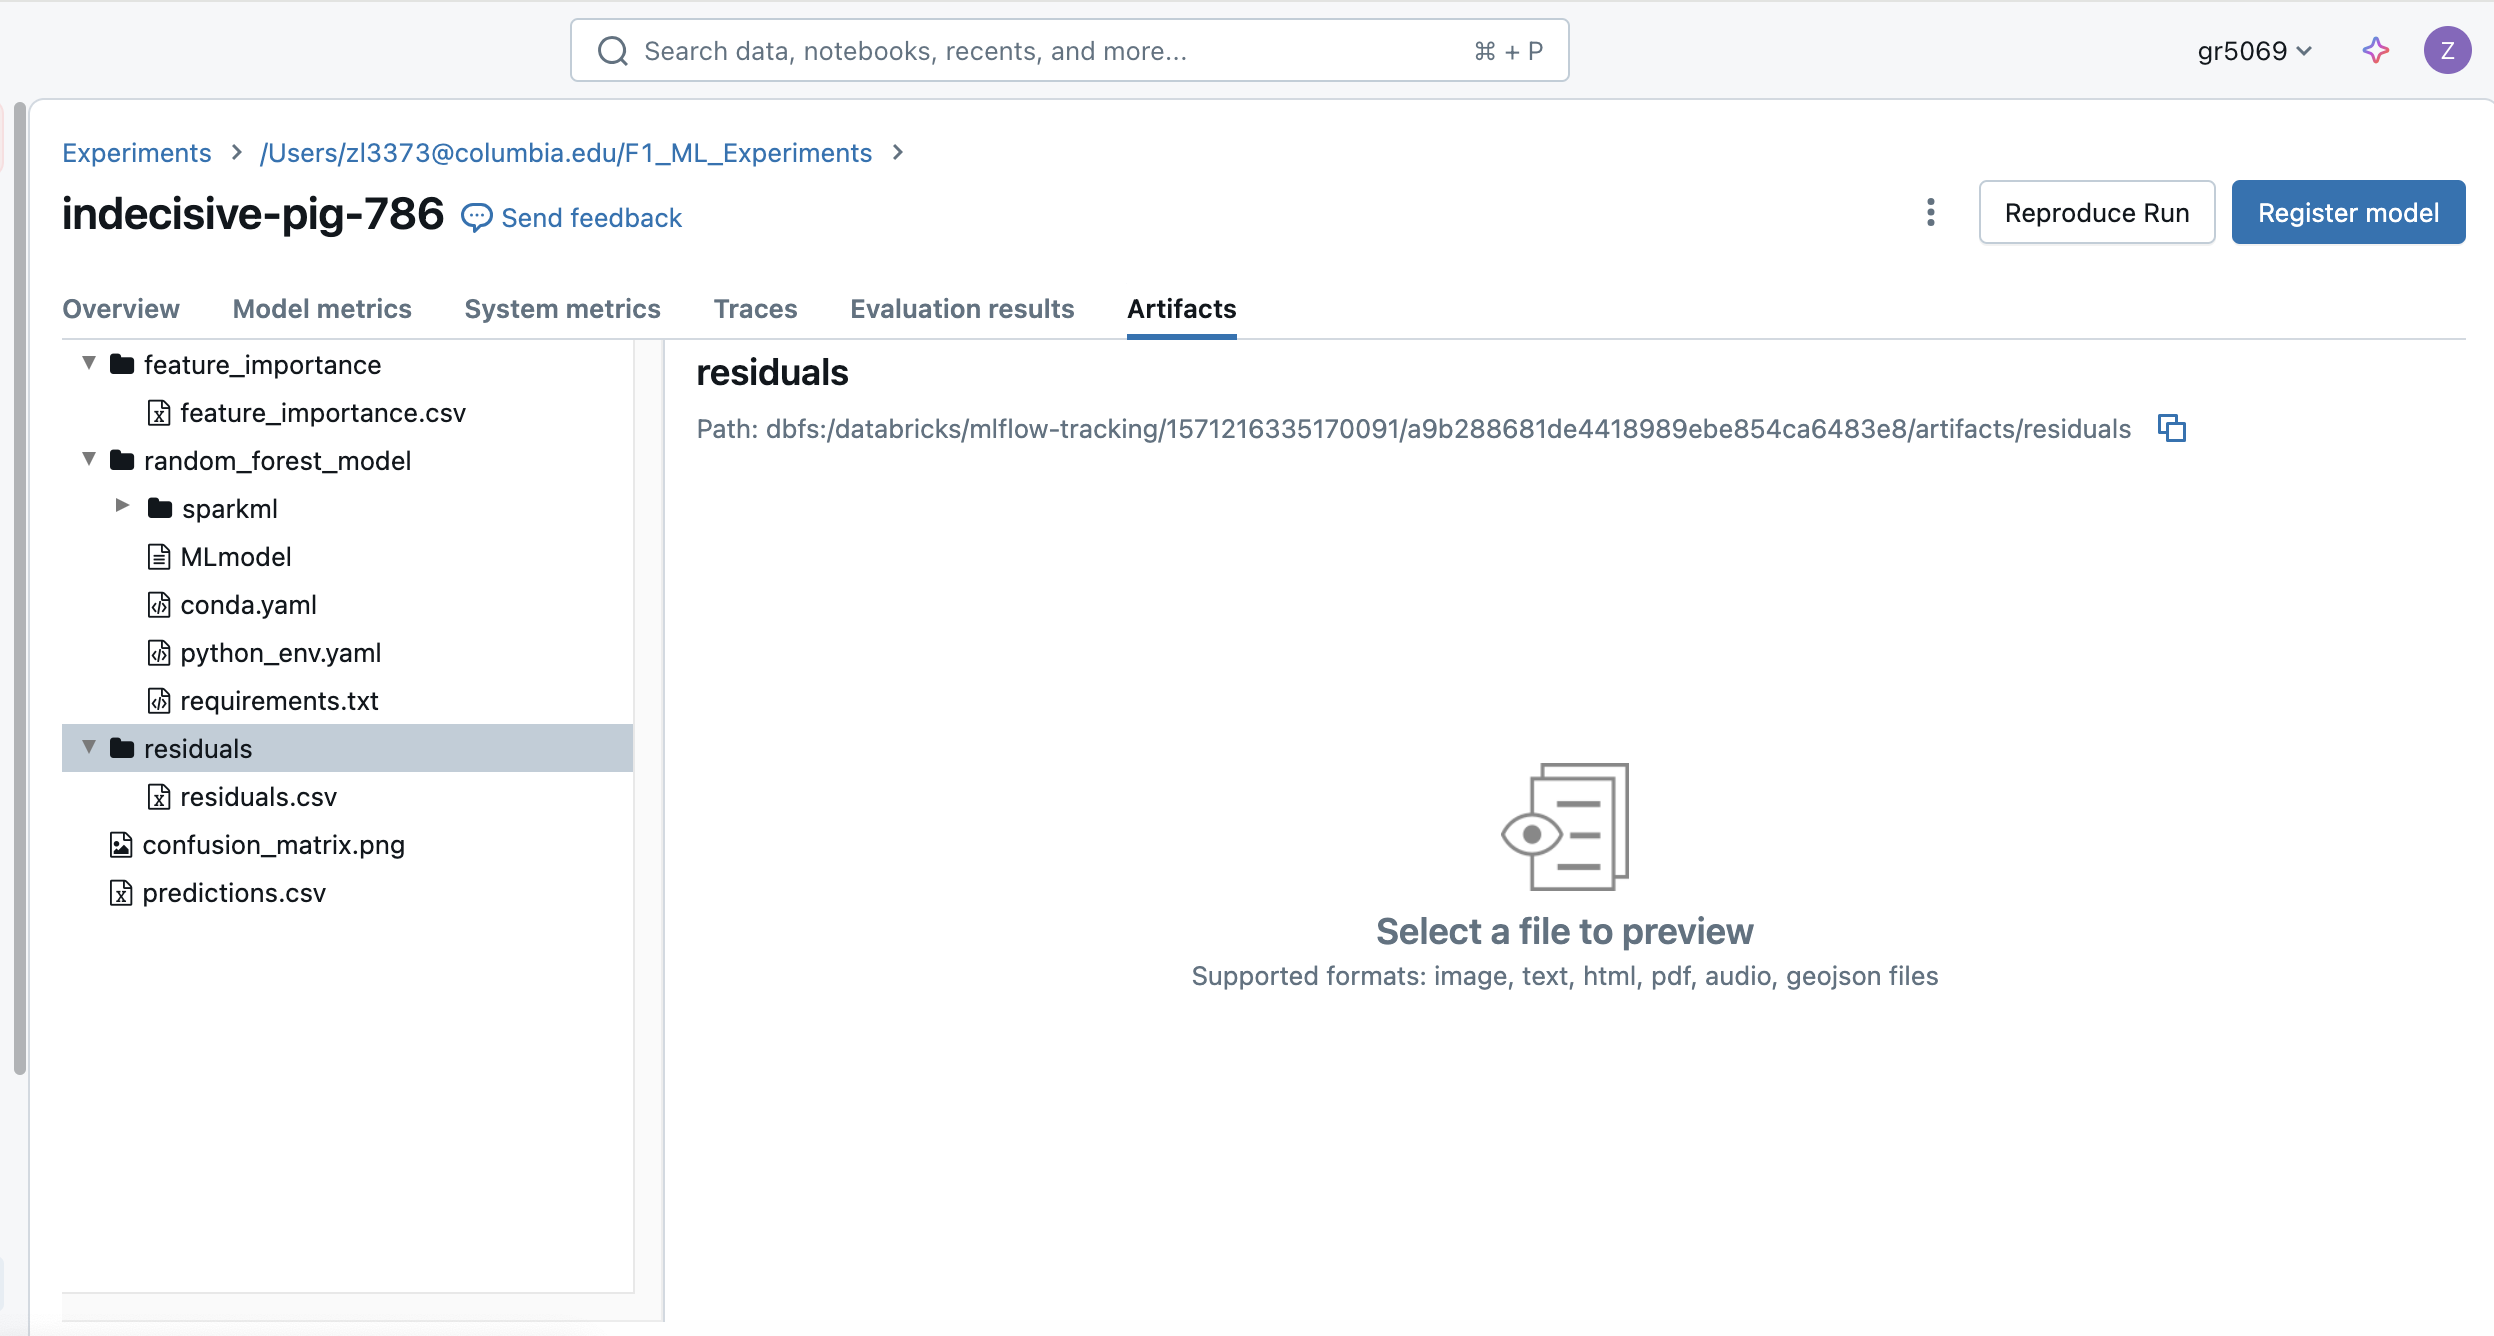 Search data, notebooks, recents, and more... ⌘ + P
gr5069
Z
Experiments > /Users/zl3373@columbia.edu/F1_ML_Experiments >
indecisive-pig-786 Send feedback
Reproduce Run
Register model
Overview Model metrics System metrics Traces Evaluation results Artifacts
feature_importance
feature_importance.csv
random_forest_model
sparkml
MLmodel
conda.yaml
python_env.yaml
requirements.txt
residuals
residuals.csv
confusion_matrix.png
predictions.csv
residuals
Path: dbfs:/databricks/mlflow-tracking/1571216335170091/a9b288681de4418989ebe854ca6483e8/artifacts/residuals
Select a file to preview
Supported formats: image, text, html, pdf, audio, geojson files